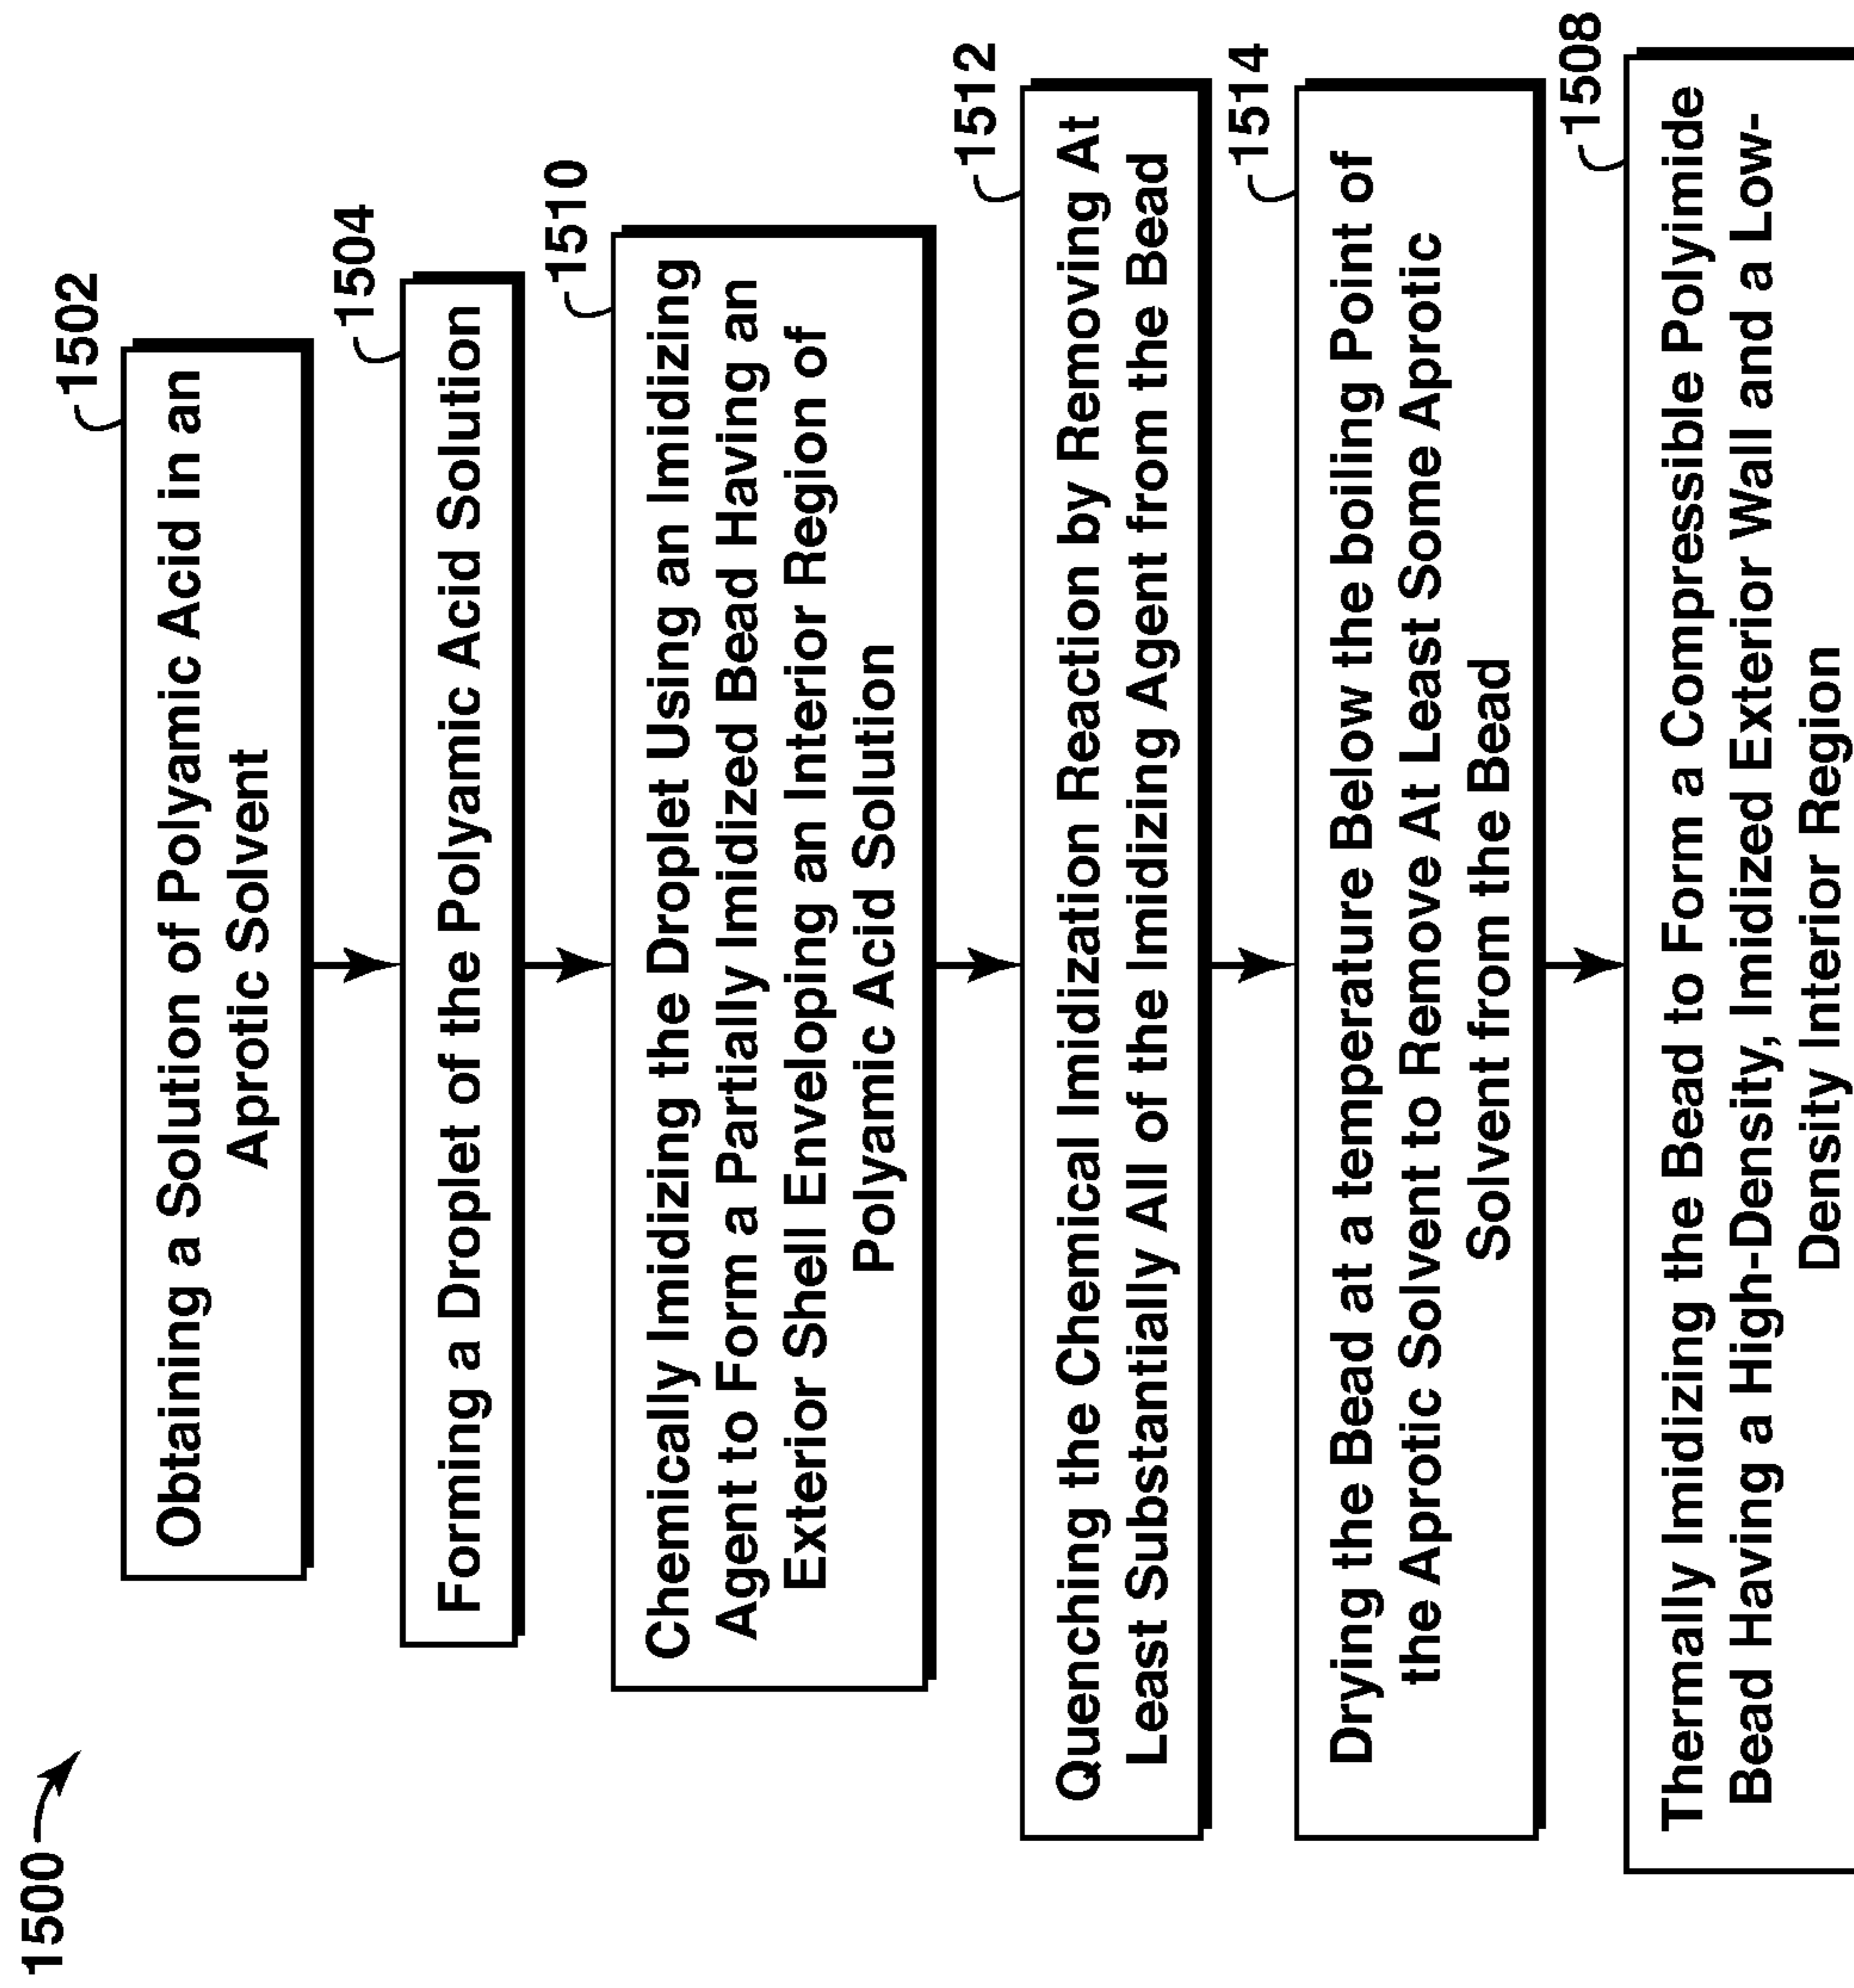 1500
1502
Obtaining a Solution of Polyamic Acid in an
Aprotic Solvent
1504
Forming a Droplet of the Polyamic Acid Solution
1510
Chemically Imidizing the Droplet Using an Imidizing
Agent to Form a Partially Imidized Bead Having an
Exterior Shell Enveloping an Interior Region of
Polyamic Acid Solution
1512
Quenching the Chemical Imidization Reaction by Removing At
Least Substantially All of the Imidizing Agent from the Bead
1514
Drying the Bead at a temperature Below the boiling Point of
the Aprotic Solvent to Remove At Least Some Aprotic
Solvent from the Bead
1508
Thermally Imidizing the Bead to Form a Compressible Polyimide
Bead Having a High-Density, Imidized Exterior Wall and a Low-
Density Interior Region